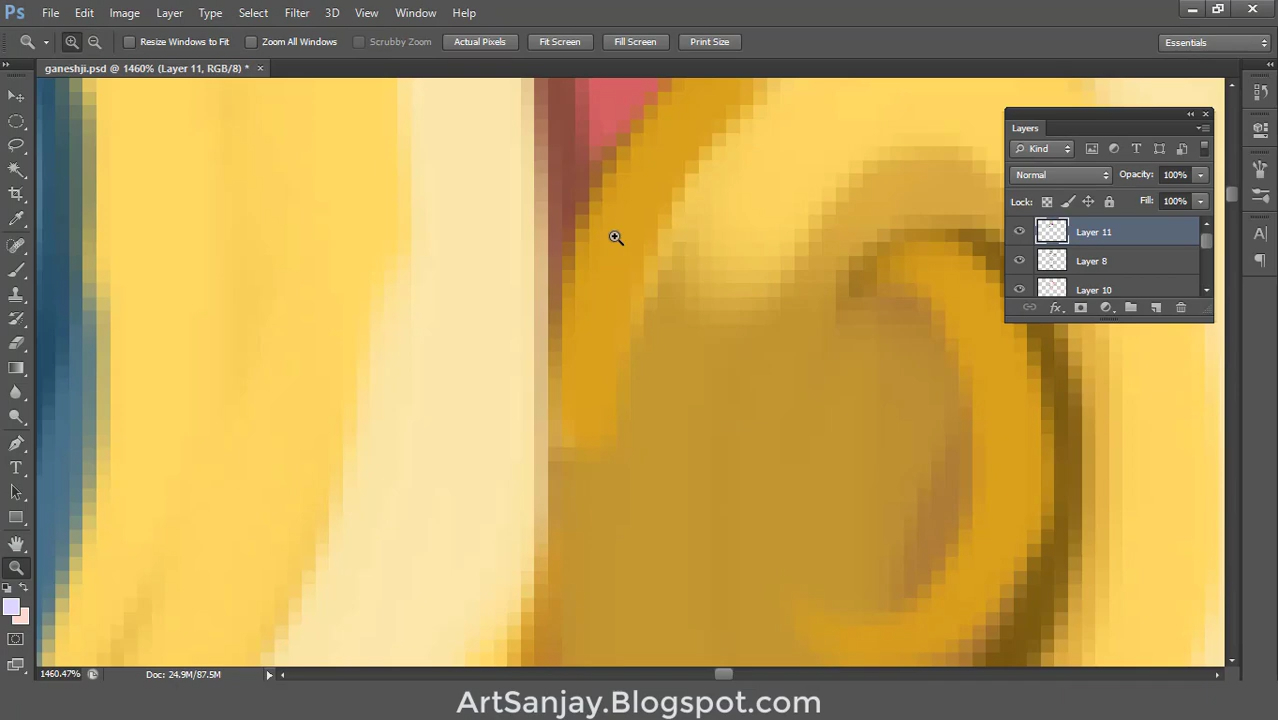 Ps File Edit Image Layer Type Select Filter 3D View Window Help
Resize Windows to Fit Zoom All Windows Scrubby Zoom Actual Pixels Fit Screen Fill Screen Print Size Essentials
ganeshji.psd @ 1460% (Layer 11, RGB/8) * ×
Layers
Kind
Normal Opacity: 100%
Lock: Fill: 100%
Layer 11
Layer 8
Layer 10
fx
1460.47% Doc: 24.9M/87.5M
ArtSanjay.Blogspot.com